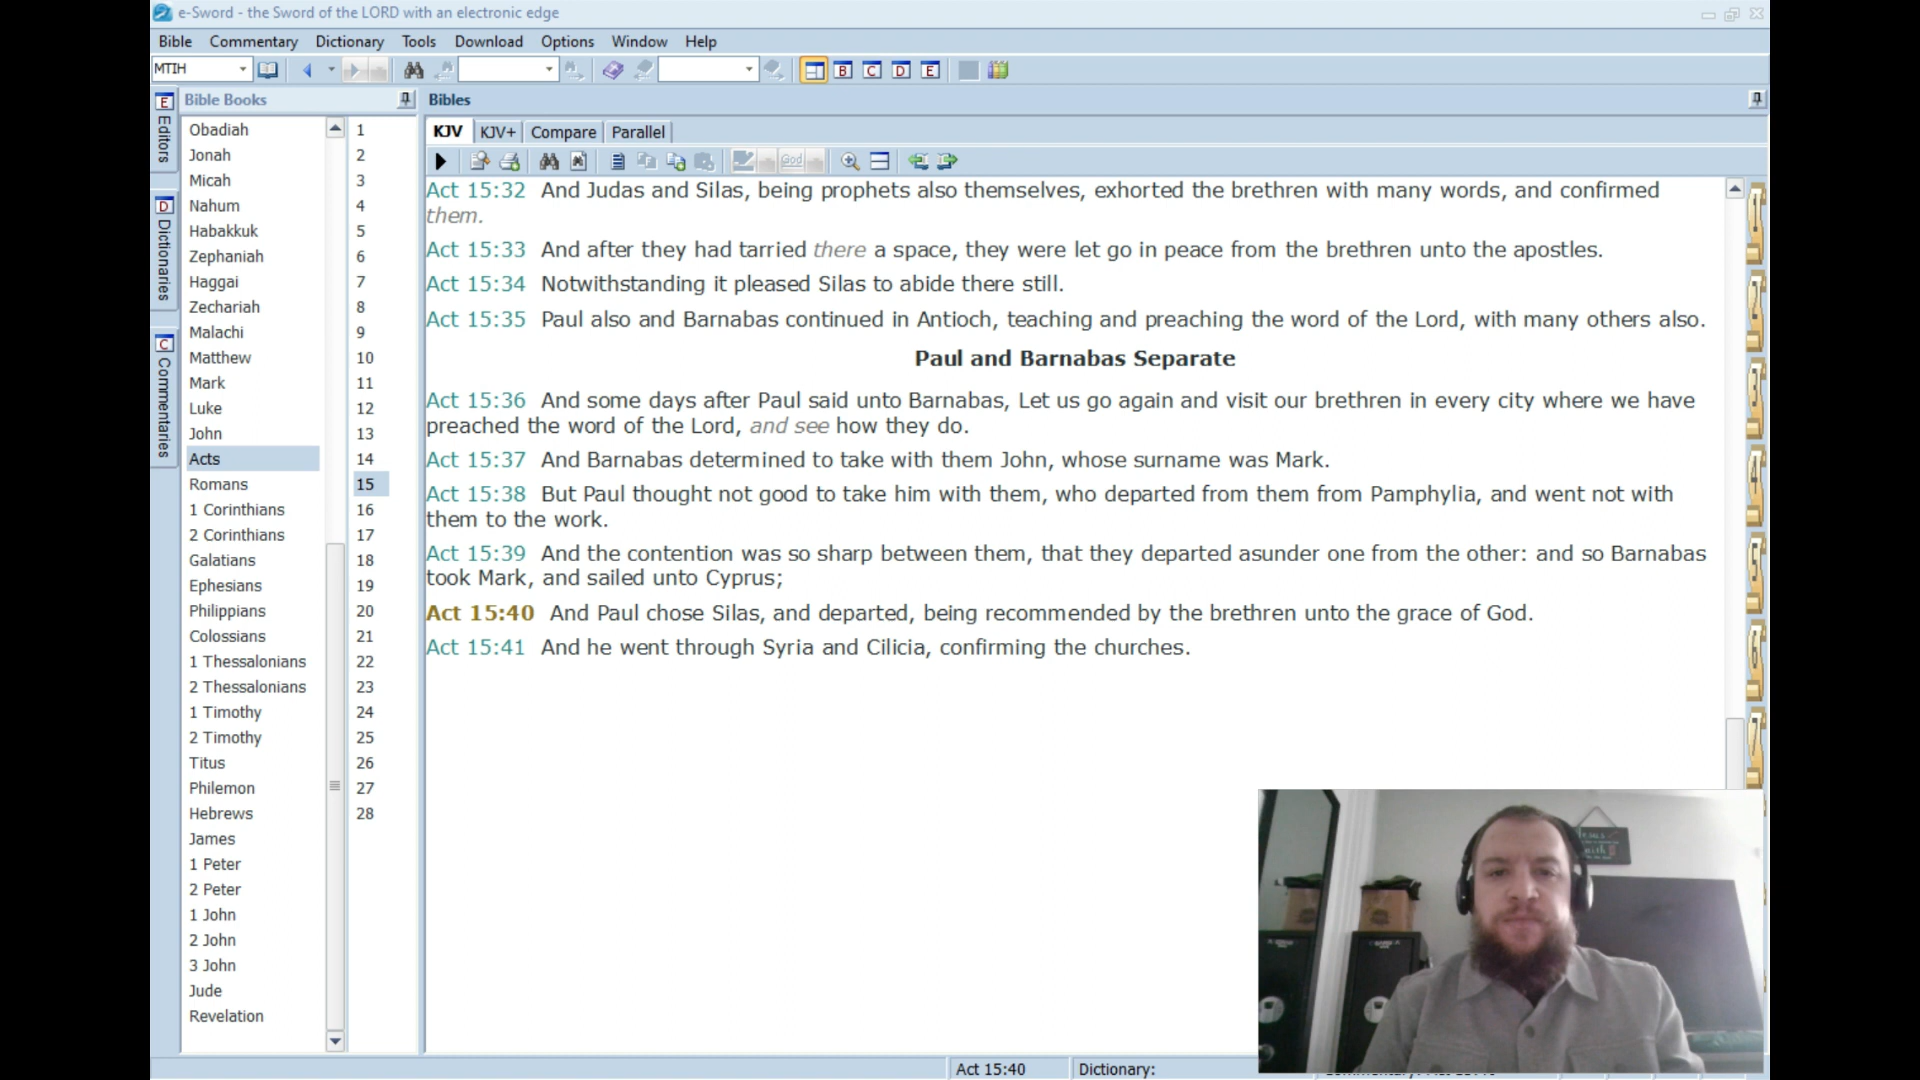 e-Sword - the Sword of the LORD with an electronic edge
Bible Commentary Dictionary Tools Download Options Window Help
MTIH
B C D E
E Editors
D Dictionaries
C Commentaries
Bible Books
Obadiah
Jonah
Micah
Nahum
Habakkuk
Zephaniah
Haggai
Zechariah
Malachi
Matthew
Mark
Luke
John
Acts
Romans
1 Corinthians
2 Corinthians
Galatians
Ephesians
Philippians
Colossians
1 Thessalonians
2 Thessalonians
1 Timothy
2 Timothy
Titus
Philemon
Hebrews
James
1 Peter
2 Peter
1 John
2 John
3 John
Jude
Revelation
1
2
3
4
5
6
7
8
9
10
11
12
13
14
15
16
17
18
19
20
21
22
23
24
25
26
27
28
Bibles
KJV KJV+ Compare Parallel
God
Act 15:32 And Judas and Silas, being prophets also themselves, exhorted the brethren with many words, and confirmed
them.
Act 15:33 And after they had tarried there a space, they were let go in peace from the brethren unto the apostles.
Act 15:34 Notwithstanding it pleased Silas to abide there still.
Act 15:35 Paul also and Barnabas continued in Antioch, teaching and preaching the word of the Lord, with many others also.
Paul and Barnabas Separate
Act 15:36 And some days after Paul said unto Barnabas, Let us go again and visit our brethren in every city where we have
preached the word of the Lord, and see how they do.
Act 15:37 And Barnabas determined to take with them John, whose surname was Mark.
Act 15:38 But Paul thought not good to take him with them, who departed from them from Pamphylia, and went not with
them to the work.
Act 15:39 And the contention was so sharp between them, that they departed asunder one from the other: and so Barnabas
took Mark, and sailed unto Cyprus;
Act 15:40 And Paul chose Silas, and departed, being recommended by the brethren unto the grace of God.
Act 15:41 And he went through Syria and Cilicia, confirming the churches.
1
2
3
4
5
6
7
Act 15:40 Dictionary: